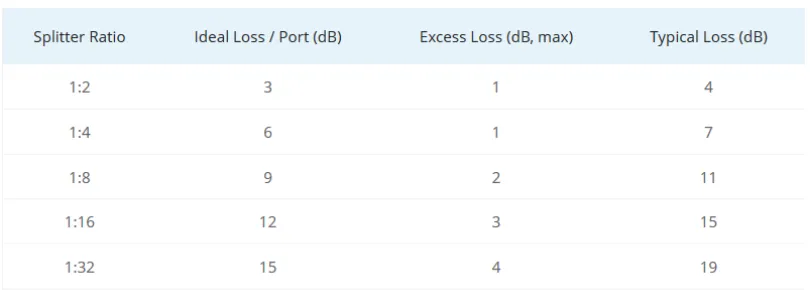 Splitter Ratio Ideal Loss / Port (dB) Excess Loss (dB, max) Typical Loss (dB)
1:2 3 1 4
1:4 6 1 7
1:8 9 2 11
1:16 12 3 15
1:32 15 4 19